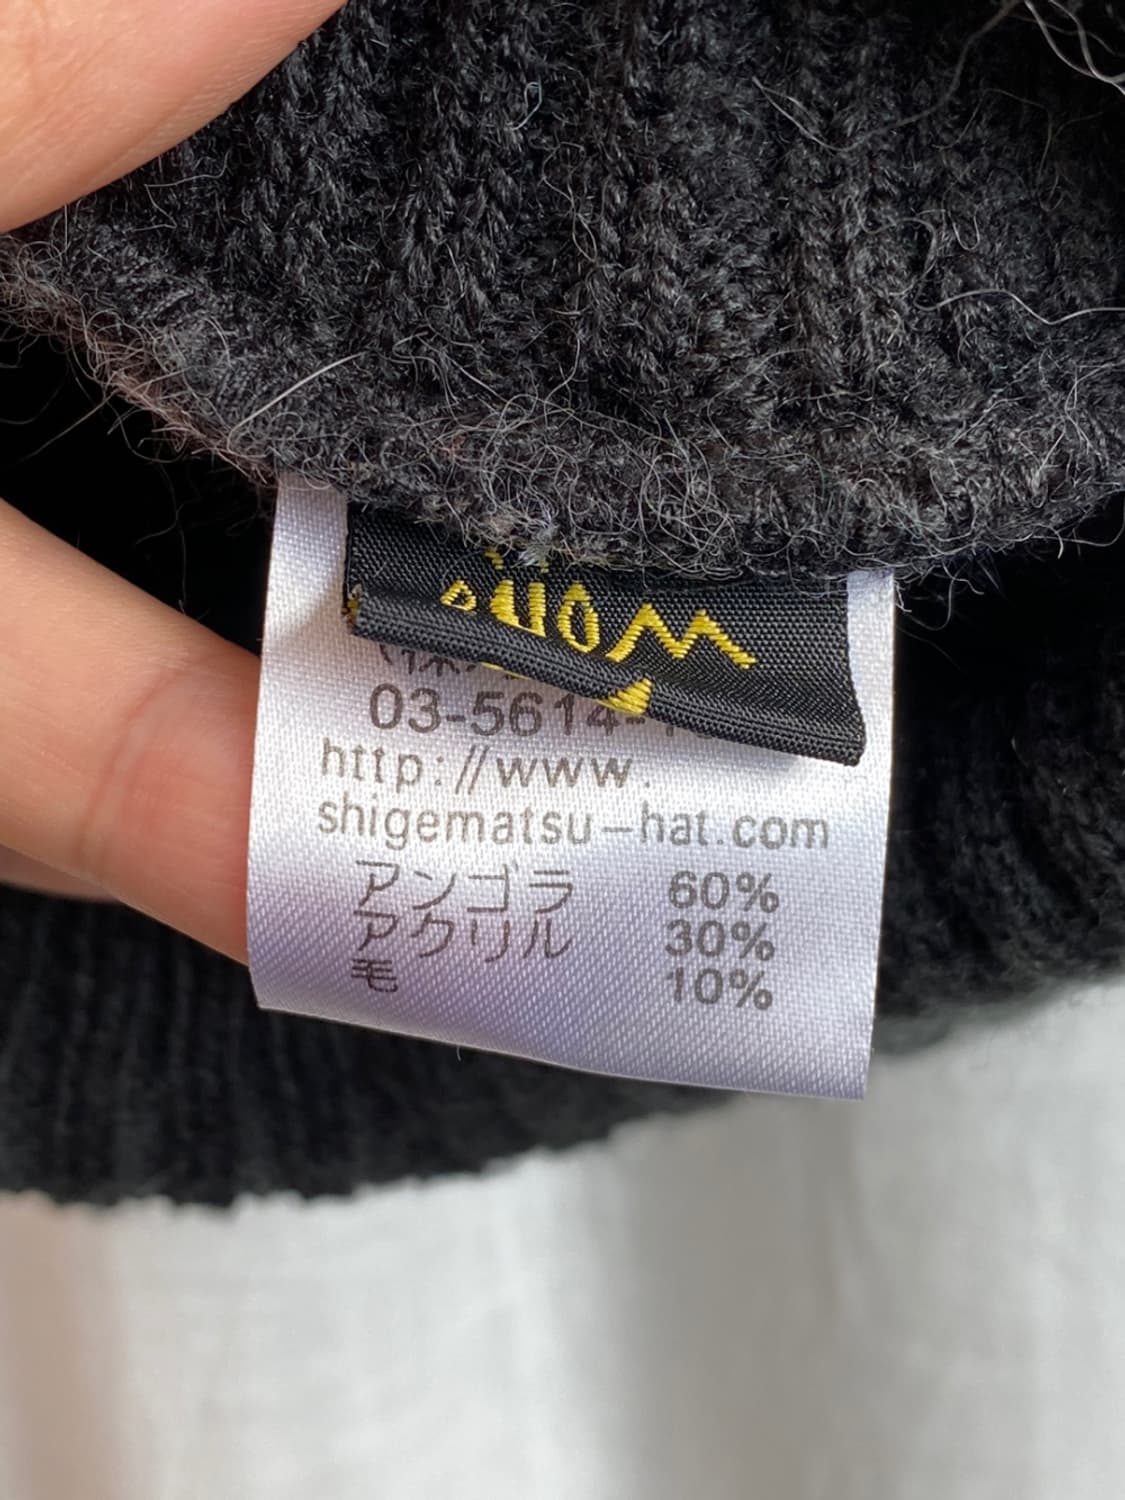 03-5614-
http://www.
shigematsu-hat.com
アンゴラ 60%
アクリル 30%
毛 10%